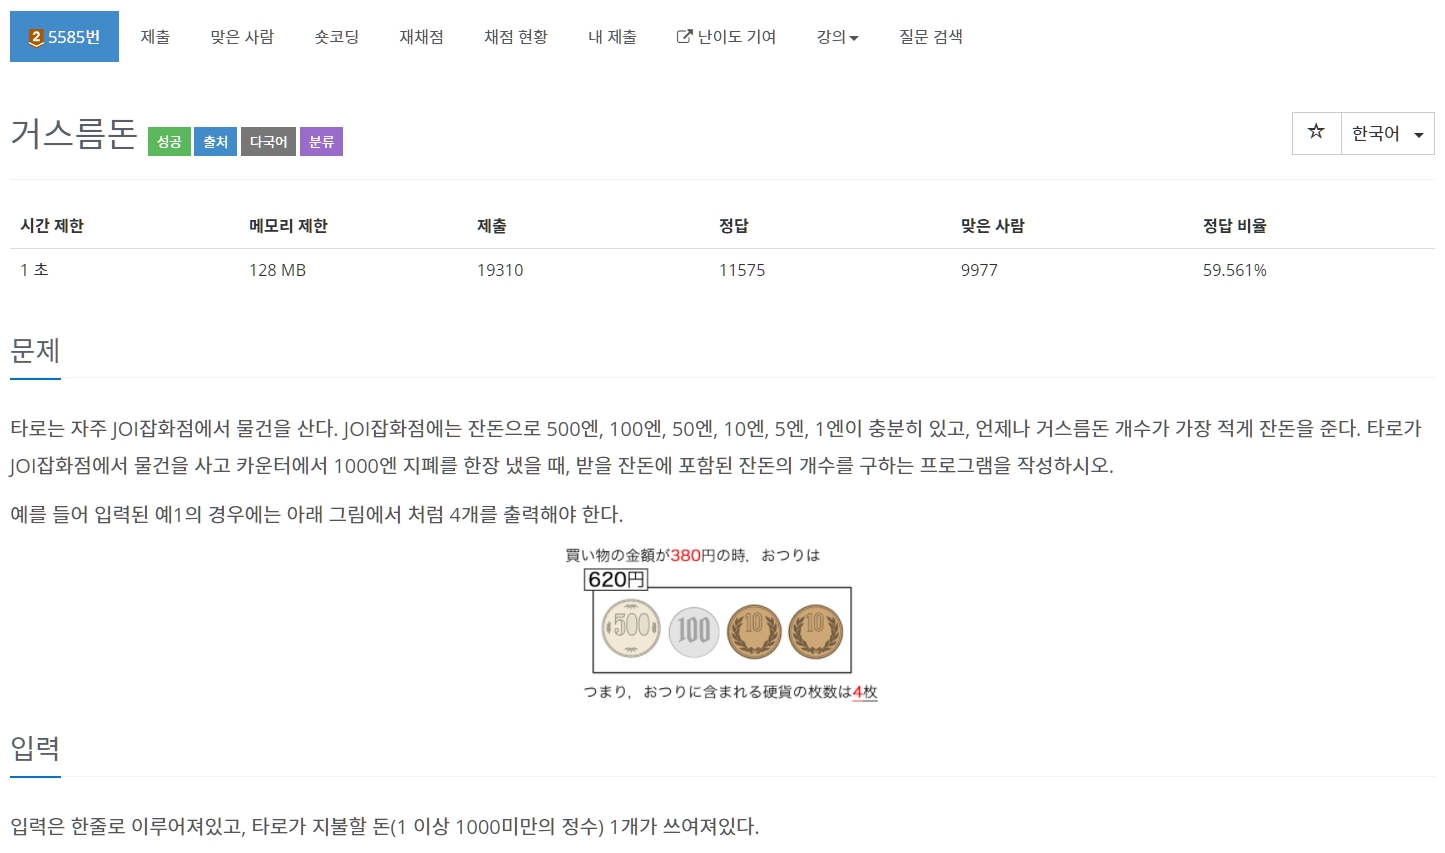 2 5585번 제출 맞은 사람 숏코딩 재채점 채점 현황 내 제출 난이도 기여 강의 질문 검색
거스름돈 성공 출처 다국어 분류 한국어
시간 제한 메모리 제한 제출 정답 맞은 사람 정답 비율
1 초 128 MB 19310 11575 9977 59.561%
문제
타로는 자주 JOI잡화점에서 물건을 산다. JOI잡화점에는 잔돈으로 500엔, 100엔, 50엔, 10엔, 5엔, 1엔이 충분히 있고, 언제나 거스름돈 개수가 가장 적게 잔돈을 준다. 타로가
JOI잡화점에서 물건을 사고 카운터에서 1000엔 지폐를 한장 냈을 때, 받을 잔돈에 포함된 잔돈의 개수를 구하는 프로그램을 작성하시오.
예를 들어 입력된 예1의 경우에는 아래 그림에서 처럼 4개를 출력해야 한다.
買い物の金額が380円の時，おつりは
620円
500 100 10 10
つまり，おつりに含まれる硬貨の枚数は4枚
입력
입력은 한줄로 이루어져있고, 타로가 지불할 돈(1 이상 1000미만의 정수) 1개가 쓰여져있다.